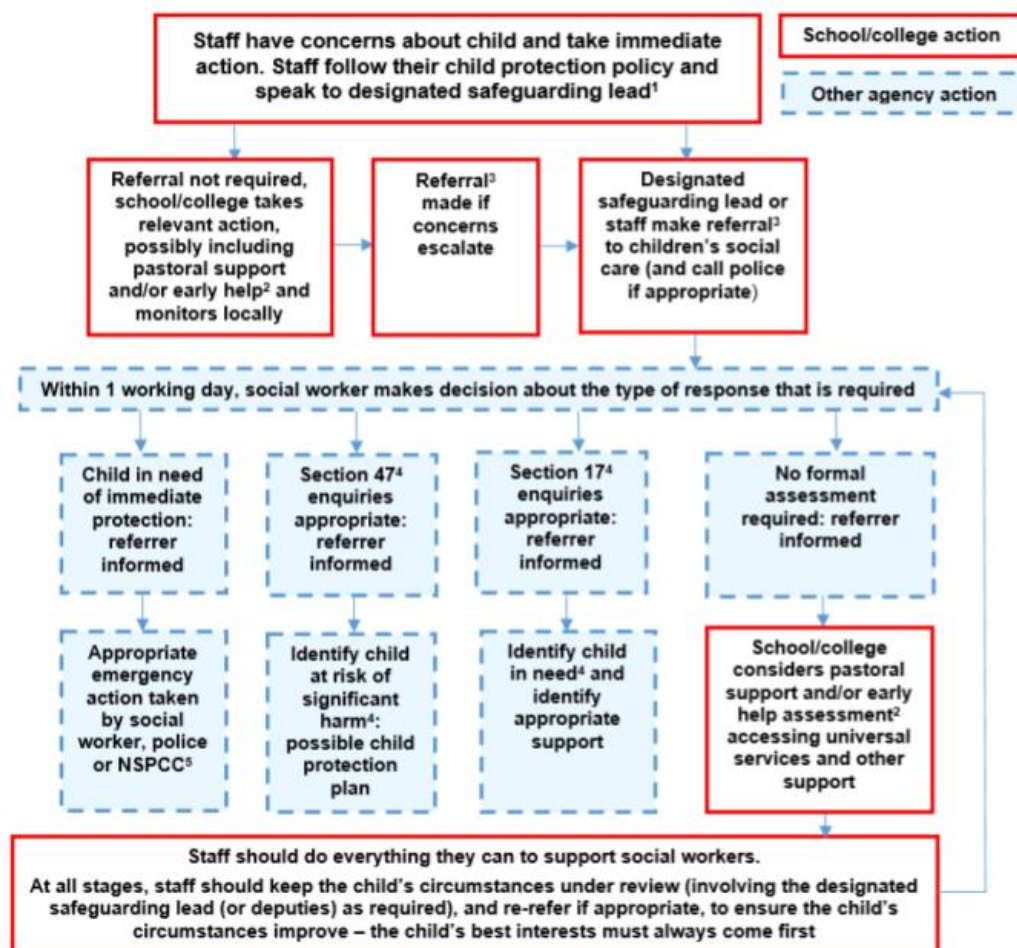 Staff have concerns about child and take immediate
action. Staff follow their child protection policy and
speak to designated safeguarding lead¹
School/college action
Other agency action
Referral not required,
school/college takes
relevant action,
possibly including
pastoral support
and/or early help² and
monitors locally
Referral³
made if
concerns
escalate
Designated
safeguarding lead or
staff make referral³
to children's social
care (and call police
if appropriate)
Within 1 working day, social worker makes decision about the type of response that is required
Child in need
of immediate
protection:
referrer
informed
Section 47⁴
enquiries
appropriate:
referrer
informed
Section 17⁴
enquiries
appropriate:
referrer
informed
No formal
assessment
required: referrer
informed
Appropriate
emergency
action taken
by social
worker, police
or NSPCC⁵
Identify child
at risk of
significant
harm⁴:
possible child
protection
plan
Identify child
in need⁴ and
identify
appropriate
support
School/college
considers pastoral
support and/or early
help assessment²
accessing universal
services and other
support
Staff should do everything they can to support social workers.
At all stages, staff should keep the child's circumstances under review (involving the designated
safeguarding lead (or deputies) as required), and re-refer if appropriate, to ensure the child's
circumstances improve – the child's best interests must always come first